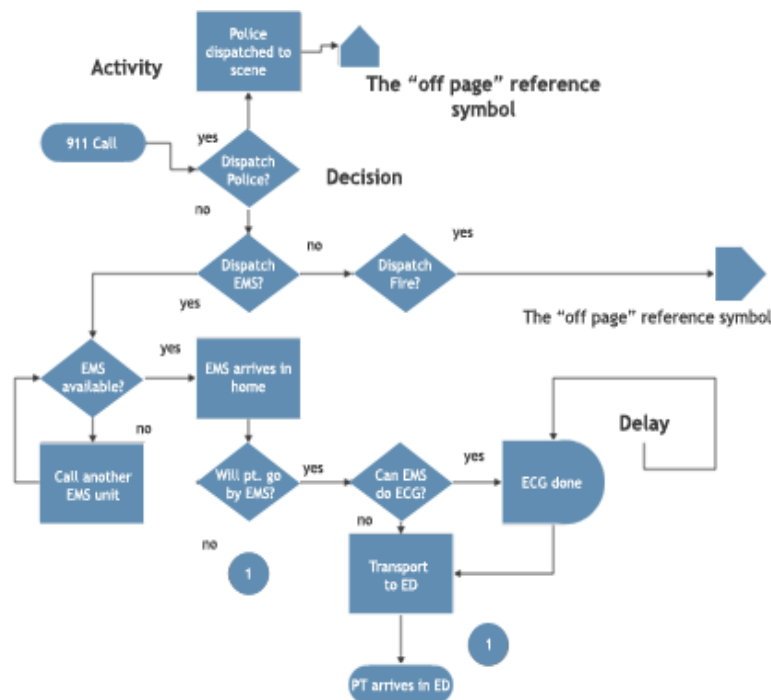 Police
dispatched to
scene
Activity
The “off page” reference
symbol
911 Call
yes
Dispatch
Police?
Decision
no
Dispatch
EMS?
no
Dispatch
Fire?
yes
yes
The “off page” reference symbol
EMS
available?
yes
EMS arrives in
home
no
Call another
EMS unit
Will pt.. go
by EMS?
yes
Can EMS
do ECG?
yes
ECG done
Delay
no
no
1
Transport
to ED
1
PT arrives in ED